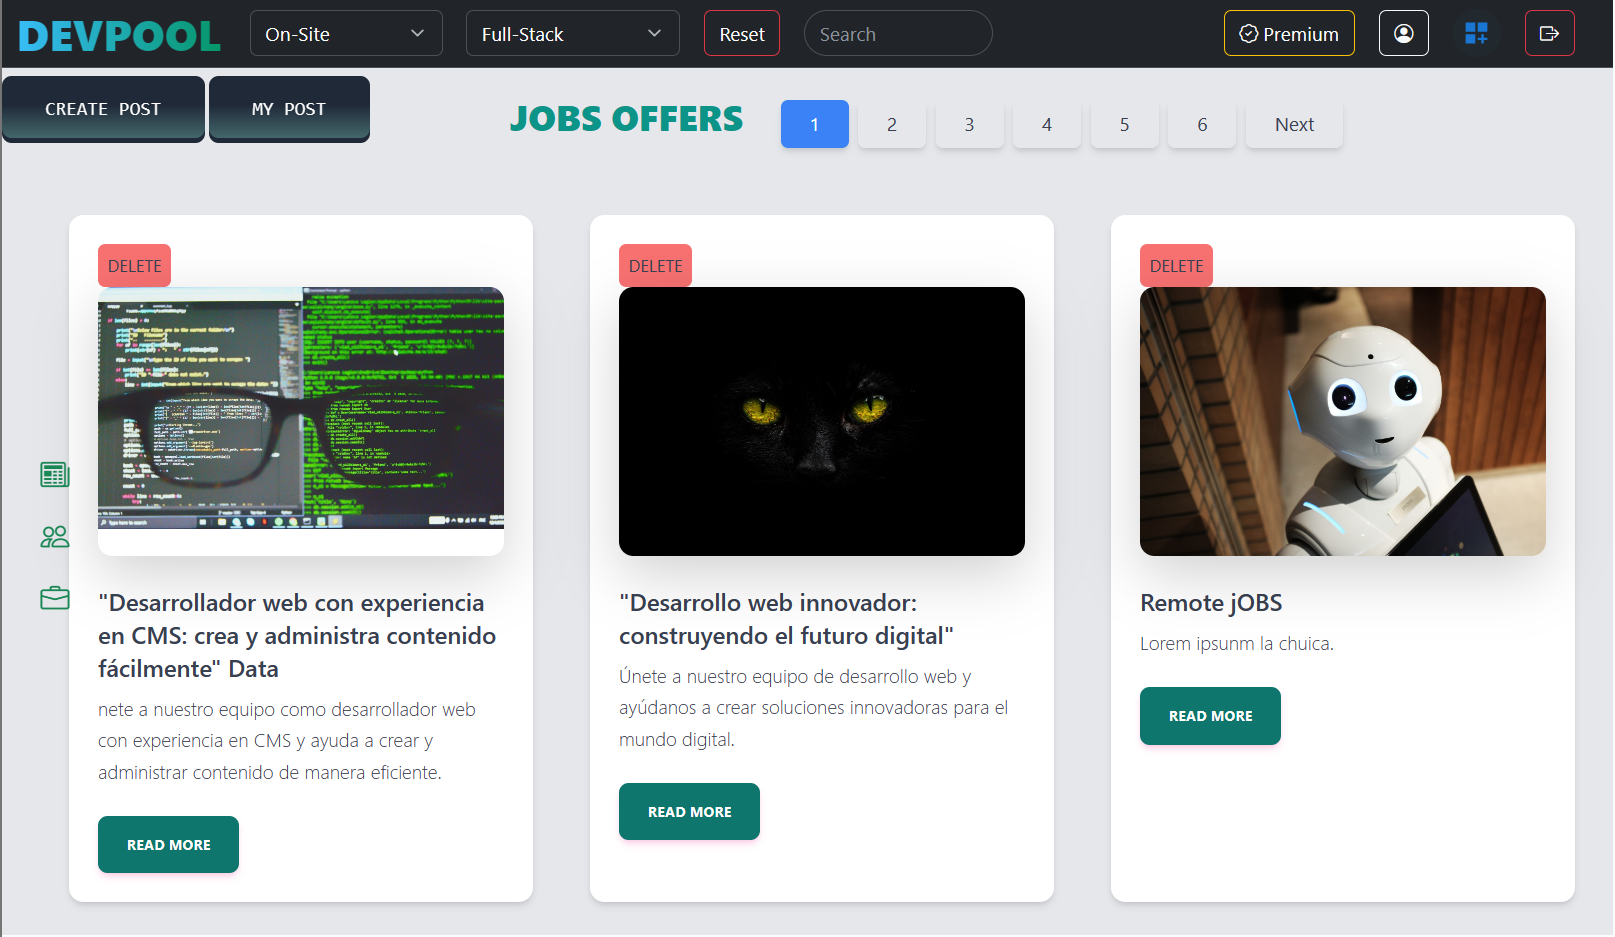 DEVPOOL
On-Site
Full-Stack
Reset
Search
Premium
CREATE POST
MY POST
JOBS OFFERS
1
2
3
4
5
6
Next
DELETE
"Desarrollador web con experiencia
en CMS: crea y administra contenido
fácilmente" Data
nete a nuestro equipo como desarrollador web
con experiencia en CMS y ayuda a crear y
administrar contenido de manera eficiente.
READ MORE
DELETE
"Desarrollo web innovador:
construyendo el futuro digital"
Únete a nuestro equipo de desarrollo web y
ayúdanos a crear soluciones innovadoras para el
mundo digital.
READ MORE
DELETE
Remote jOBS
Lorem ipsunm la chuica.
READ MORE